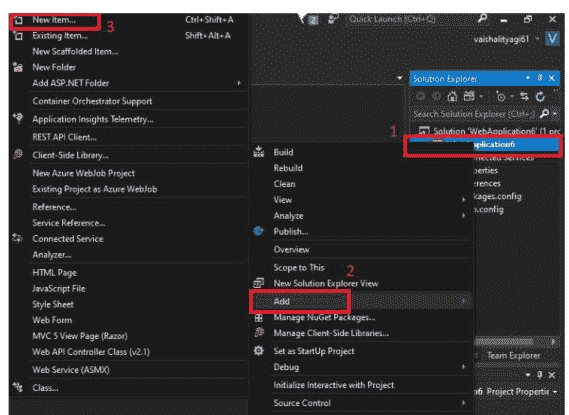 New Item... Ctrl+Shift+A
3
Existing Item... Shift+Alt+A
New Scaffolded Item...
New Folder
Add ASP.NET Folder
Container Orchestrator Support
Application Insights Telemetry...
REST API Client...
Client-Side Library...
New Azure WebJob Project
Existing Project as Azure WebJob
Reference...
Service Reference...
Connected Service
Analyzer...
HTML Page
JavaScript File
Style Sheet
Web Form
MVC 5 View Page (Razor)
Web API Controller Class (v2.1)
Web Service (ASMX)
Class...
Build
Rebuild
Clean
View
Analyze
Publish...
Overview
Scope to This
2
New Solution Explorer View
Add
Manage NuGet Packages...
Manage Client-Side Libraries...
Set as StartUp Project
Debug
Initialize Interactive with Project
Source Control
Quick Launch (Ctrl+Q)
vaishalityagi61
V
Solution Explorer
Search Solution Explorer (Ctrl+;)
1
Solution 'WebApplication6' (1 pro
pplication6
nected Services
perties
erences
kages.config
.config
Team Explorer
n6 Project Properties